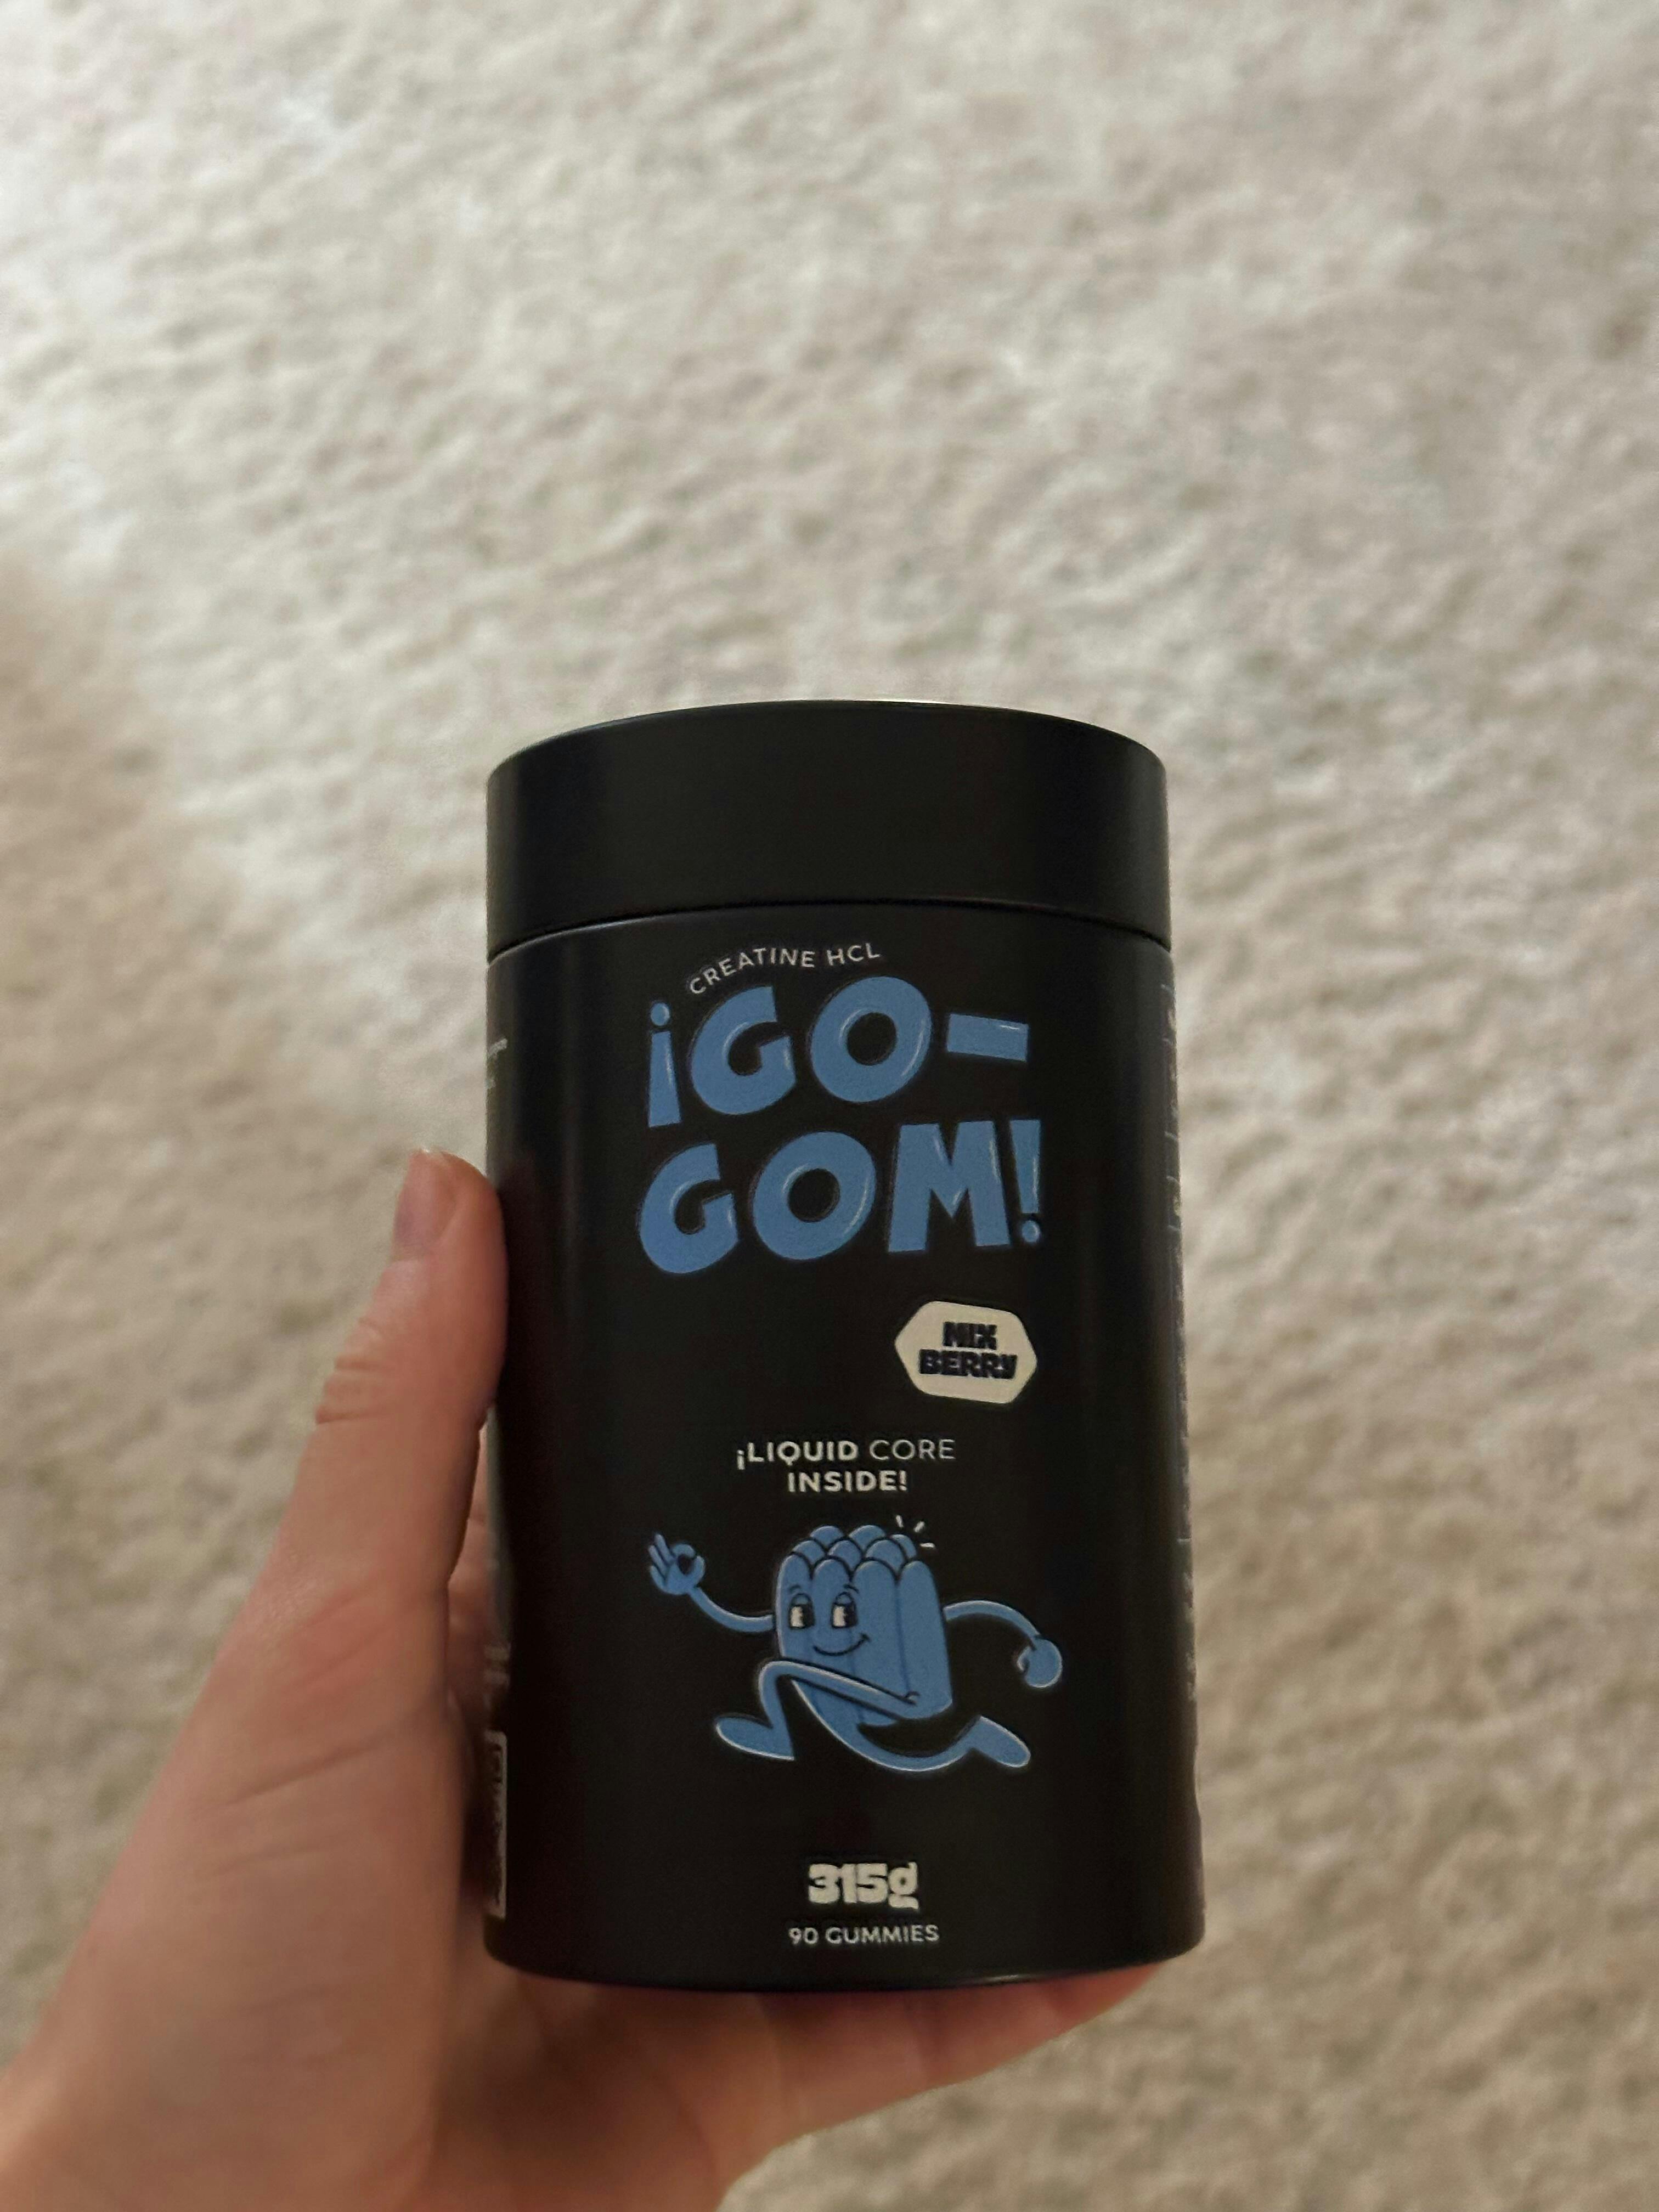 CREATINE HCL
¡GO-
GOM!
MIX
BERRY
¡LIQUID CORE
INSIDE!
315g
90 GUMMIES